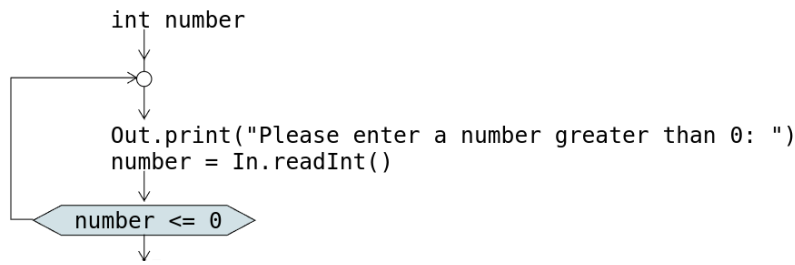 int number
Out.print("Please enter a number greater than 0: ")
number = In.readInt()
number <= 0